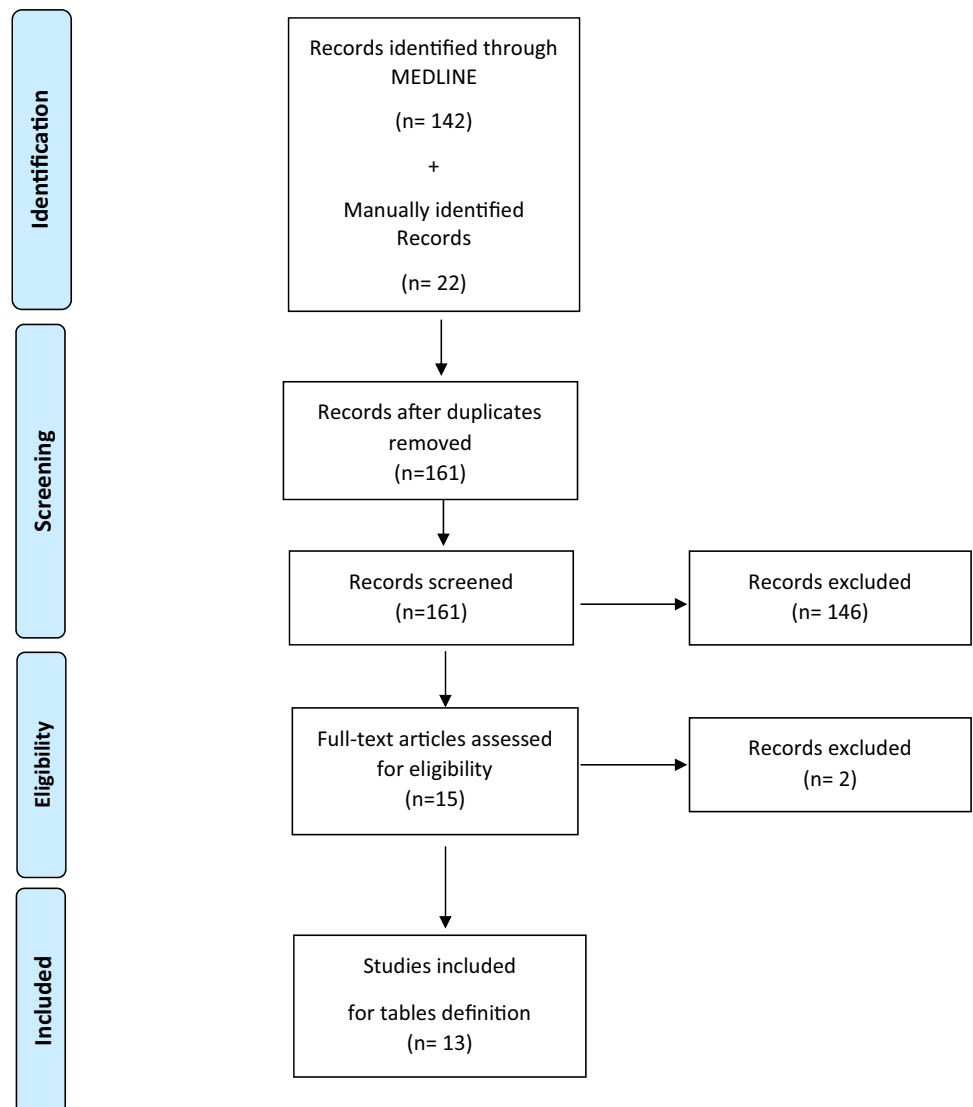 Identification
Records identified through
MEDLINE
(n= 142)
+
Manually identified
Records
(n= 22)
Screening
Records after duplicates
removed
(n=161)
Records screened
(n=161)
Records excluded
(n= 146)
Eligibility
Full-text articles assessed
for eligibility
(n=15)
Records excluded
(n= 2)
Included
Studies included
for tables definition
(n= 13)